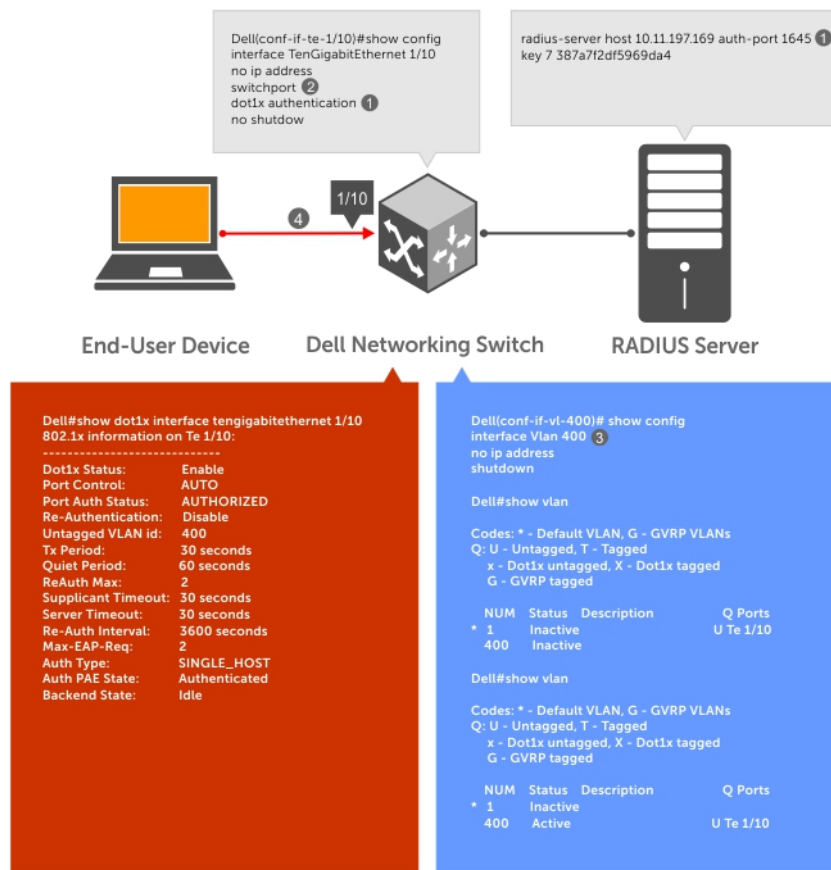 Dell(conf-if-te-1/10)#show config
interface TenGigabitEthernet 1/10
no ip address
switchport 2
dot1x authentication 1
no shutdow
radius-server host 10.11.197.169 auth-port 1645 1
key 7 387a7f2df5969da4
1/10
4
End-User Device
Dell Networking Switch
RADIUS Server
Dell#show dot1x interface tengigabitethernet 1/10
802.1x information on Te 1/10:
-----------------------------
Dot1x Status: Enable
Port Control: AUTO
Port Auth Status: AUTHORIZED
Re-Authentication: Disable
Untagged VLAN id: 400
Tx Period: 30 seconds
Quiet Period: 60 seconds
ReAuth Max: 2
Supplicant Timeout: 30 seconds
Server Timeout: 30 seconds
Re-Auth Interval: 3600 seconds
Max-EAP-Req: 2
Auth Type: SINGLE_HOST
Auth PAE State: Authenticated
Backend State: Idle
Dell(conf-if-vl-400)# show config
interface Vlan 400 3
no ip address
shutdown
Dell#show vlan
Codes: * - Default VLAN, G - GVRP VLANs
Q: U - Untagged, T - Tagged
x - Dot1x untagged, X - Dot1x tagged
G - GVRP tagged
NUM Status Description Q Ports
* 1 Inactive U Te 1/10
400 Inactive
Dell#show vlan
Codes: * - Default VLAN, G - GVRP VLANs
Q: U - Untagged, T - Tagged
x - Dot1x untagged, X - Dot1x tagged
G - GVRP tagged
NUM Status Description Q Ports
* 1 Inactive
400 Active U Te 1/10